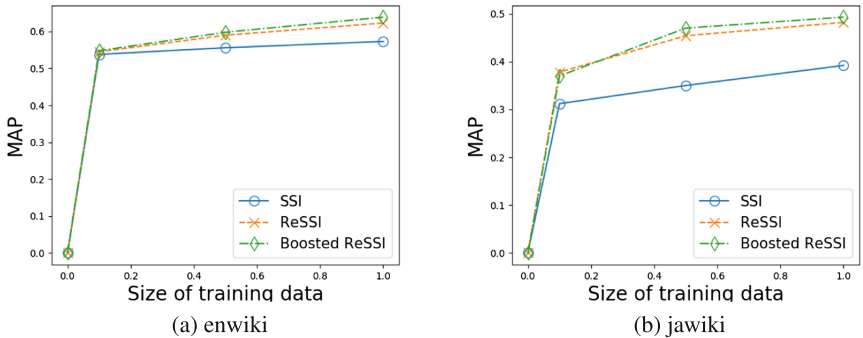 MAP
0.6
0.5
0.4
0.3
0.2
0.1
0.0
SSI
ReSSI
Boosted ReSSI
0.0 0.2 0.4 0.6 0.8 1.0
Size of training data
(a) enwiki
MAP
0.5
0.4
0.3
0.2
0.1
0.0
SSI
ReSSI
Boosted ReSSI
0.0 0.2 0.4 0.6 0.8 1.0
Size of training data
(b) jawiki